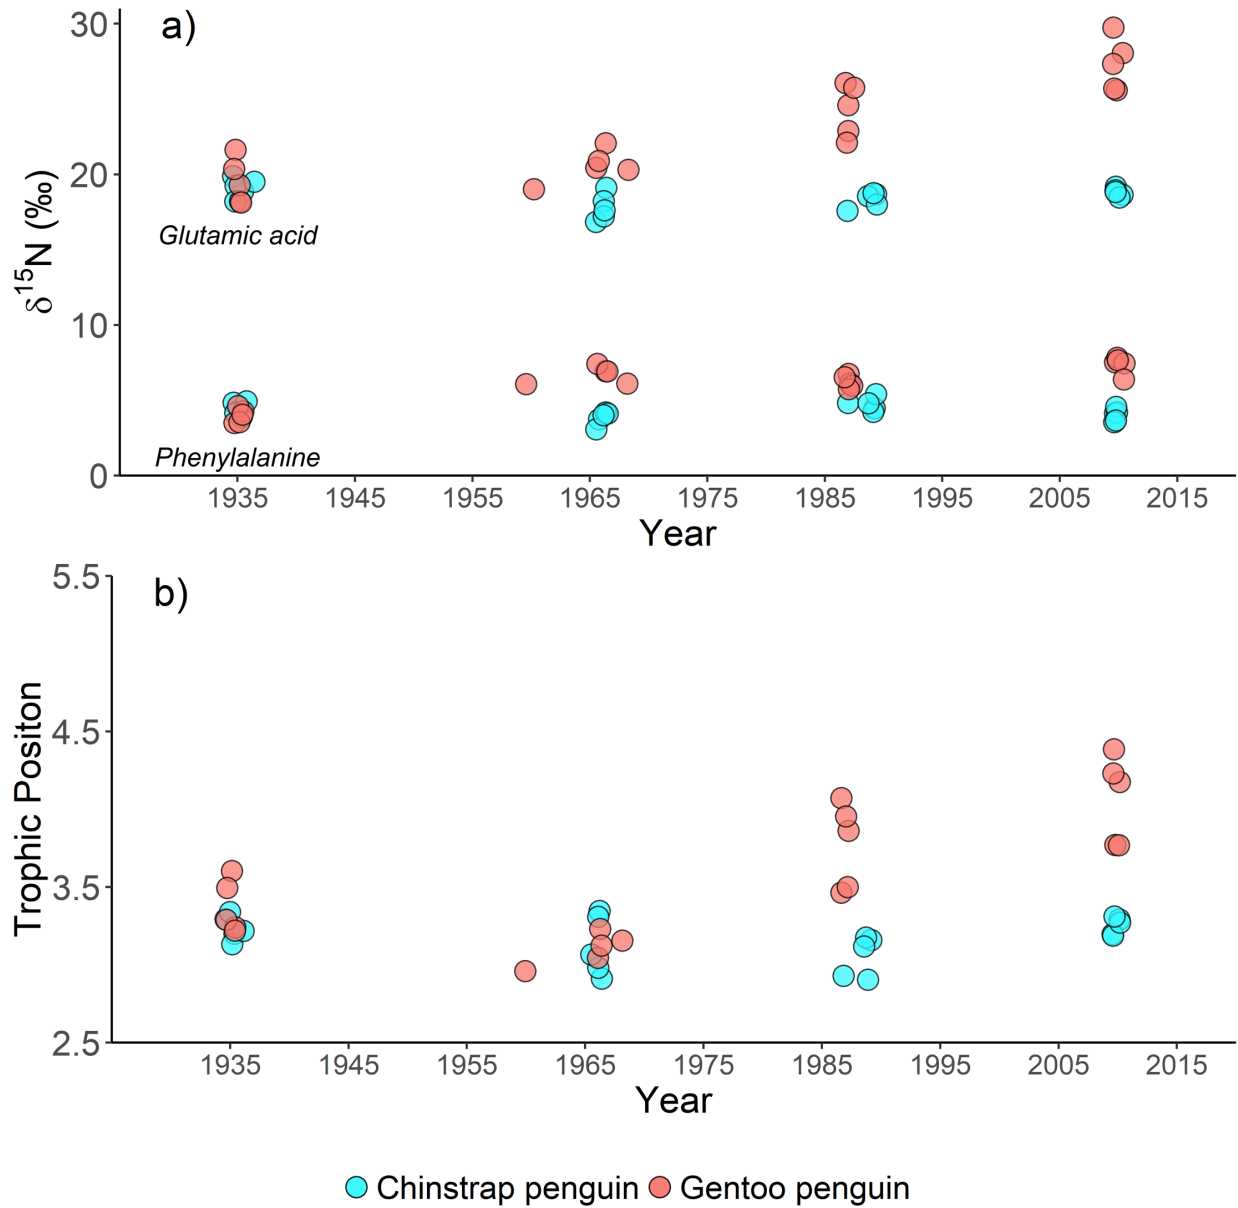 a)
30
20
10
0
δ¹⁵N (‰)
Glutamic acid
Phenylalanine
1935 1945 1955 1965 1975 1985 1995 2005 2015
Year
b)
5.5
4.5
3.5
2.5
Trophic Positon
1935 1945 1955 1965 1975 1985 1995 2005 2015
Year
Chinstrap penguin Gentoo penguin